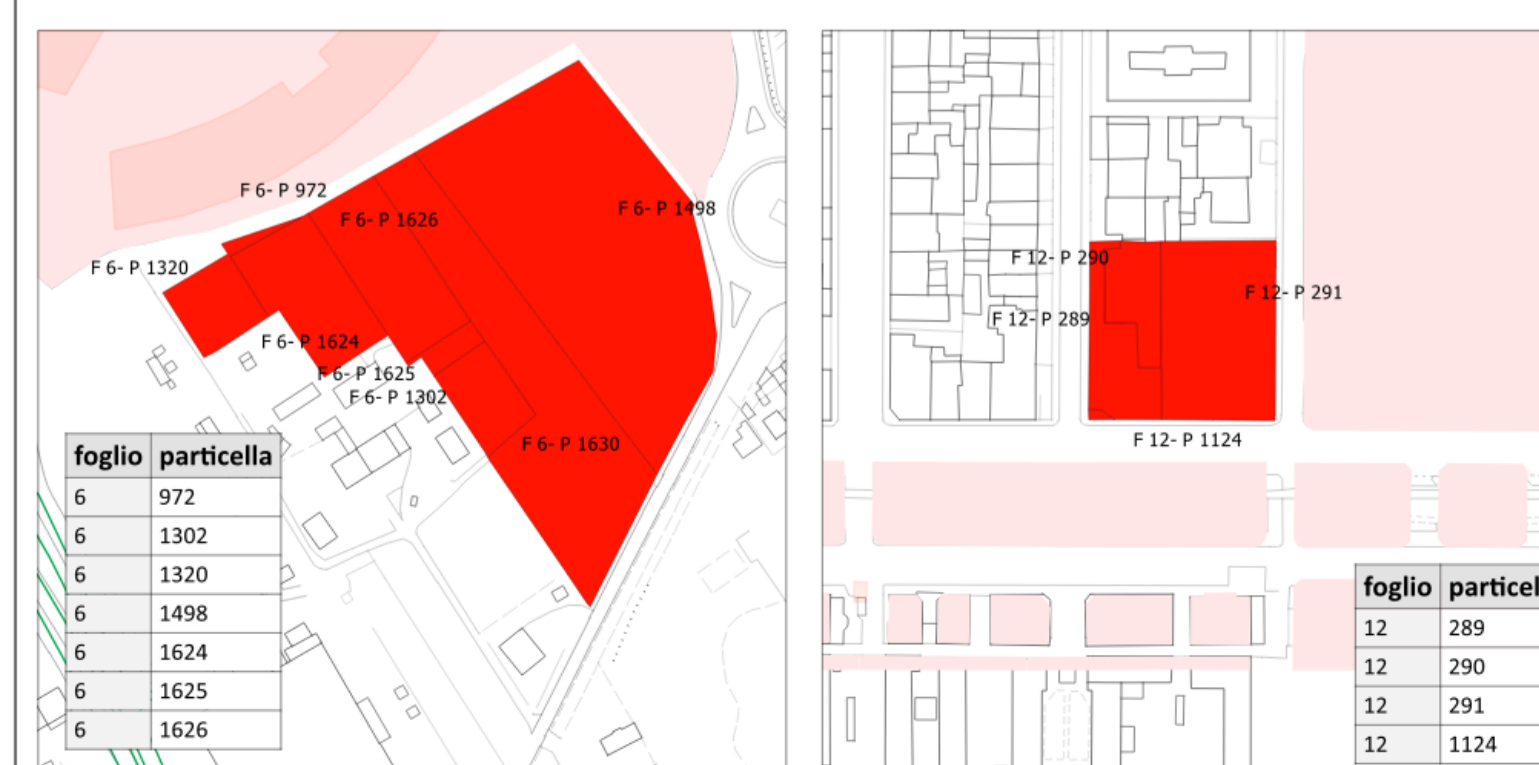 F 6- P 972
F 6- P 1626
F 6- P 1498
F 6- P 1320
F 6- P 1624
F 6- P 1625
F 6- P 1302
F 6- P 1630
foglio particella
6 972
6 1302
6 1320
6 1498
6 1624
6 1625
6 1626
F 12- P 290
F 12- P 291
F 12- P 289
F 12- P 1124
foglio particel
12 289
12 290
12 291
12 1124